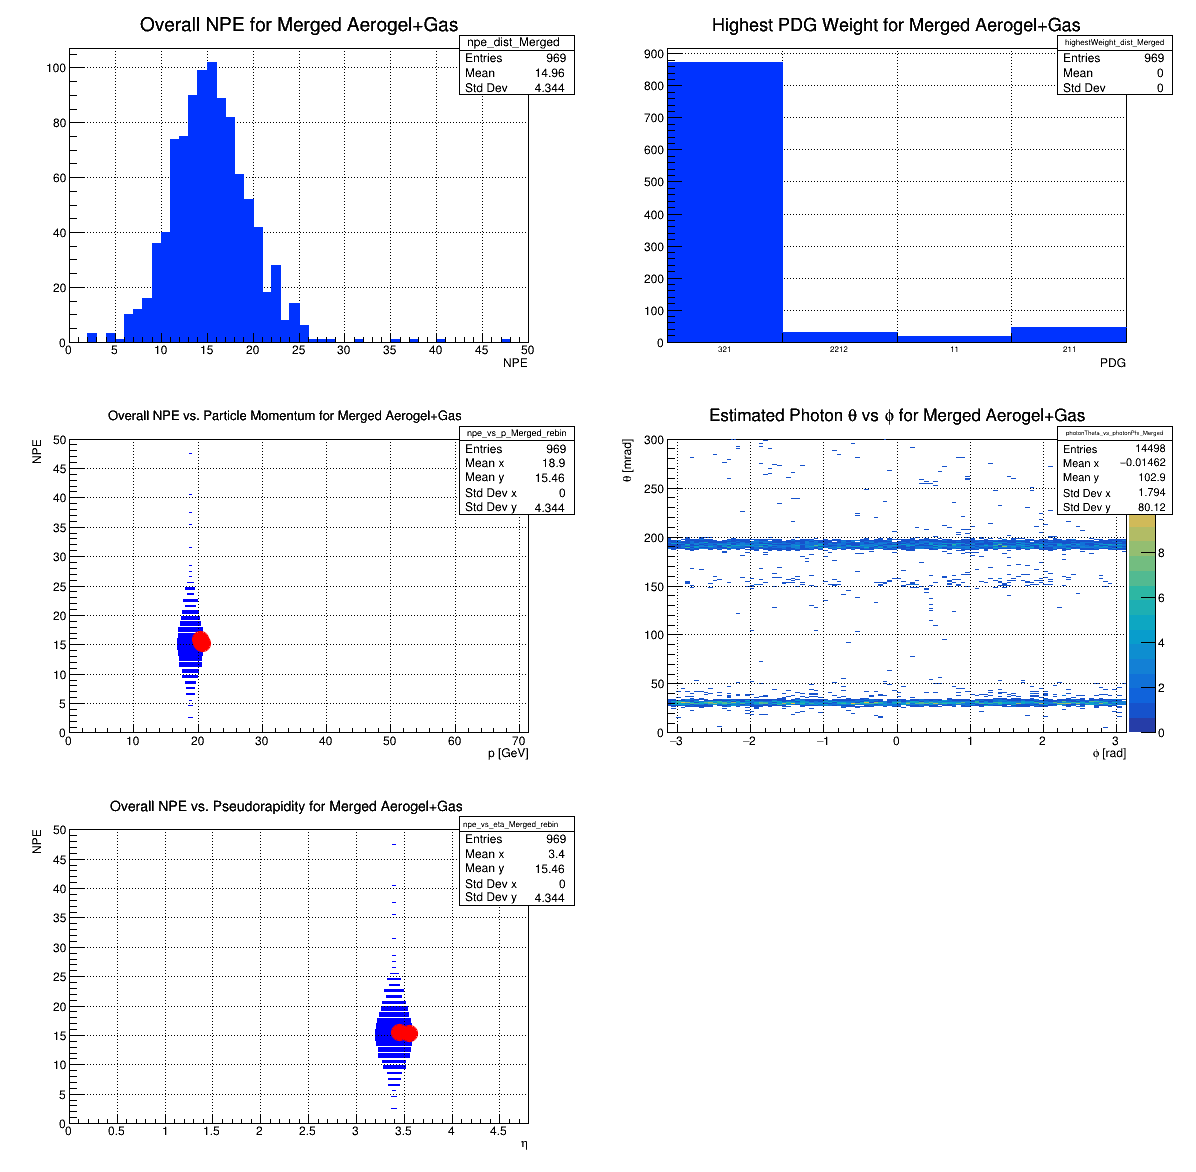 Overall NPE for Merged Aerogel+Gas
npe_dist_Merged
Entries 969
Mean 14.96
Std Dev 4.344
100
80
60
40
20
0
0 5 10 15 20 25 30 35 40 45 50
NPE
Highest PDG Weight for Merged Aerogel+Gas
highestWeight_dist_Merged
Entries 969
Mean 0
Std Dev 0
900
800
700
600
500
400
300
200
100
0
321 2212 11 211
PDG
Overall NPE vs. Particle Momentum for Merged Aerogel+Gas
npe_vs_p_Merged_rebin
Entries 969
Mean x 18.9
Mean y 15.46
Std Dev x 0
Std Dev y 4.344
NPE
50
45
40
35
30
25
20
15
10
5
0
0 10 20 30 40 50 60 70
p [GeV]
Estimated Photon θ vs ϕ for Merged Aerogel+Gas
photonTheta_vs_photonPhi_Merged
Entries 14498
Mean x −0.01462
Mean y 102.9
Std Dev x 1.794
Std Dev y 80.12
θ [mrad]
300
250
200
150
100
50
0
−3 −2 −1 0 1 2 3
ϕ [rad]
8
6
4
2
0
Overall NPE vs. Pseudorapidity for Merged Aerogel+Gas
npe_vs_eta_Merged_rebin
Entries 969
Mean x 3.4
Mean y 15.46
Std Dev x 0
Std Dev y 4.344
NPE
50
45
40
35
30
25
20
15
10
5
0
0 0.5 1 1.5 2 2.5 3 3.5 4 4.5
η